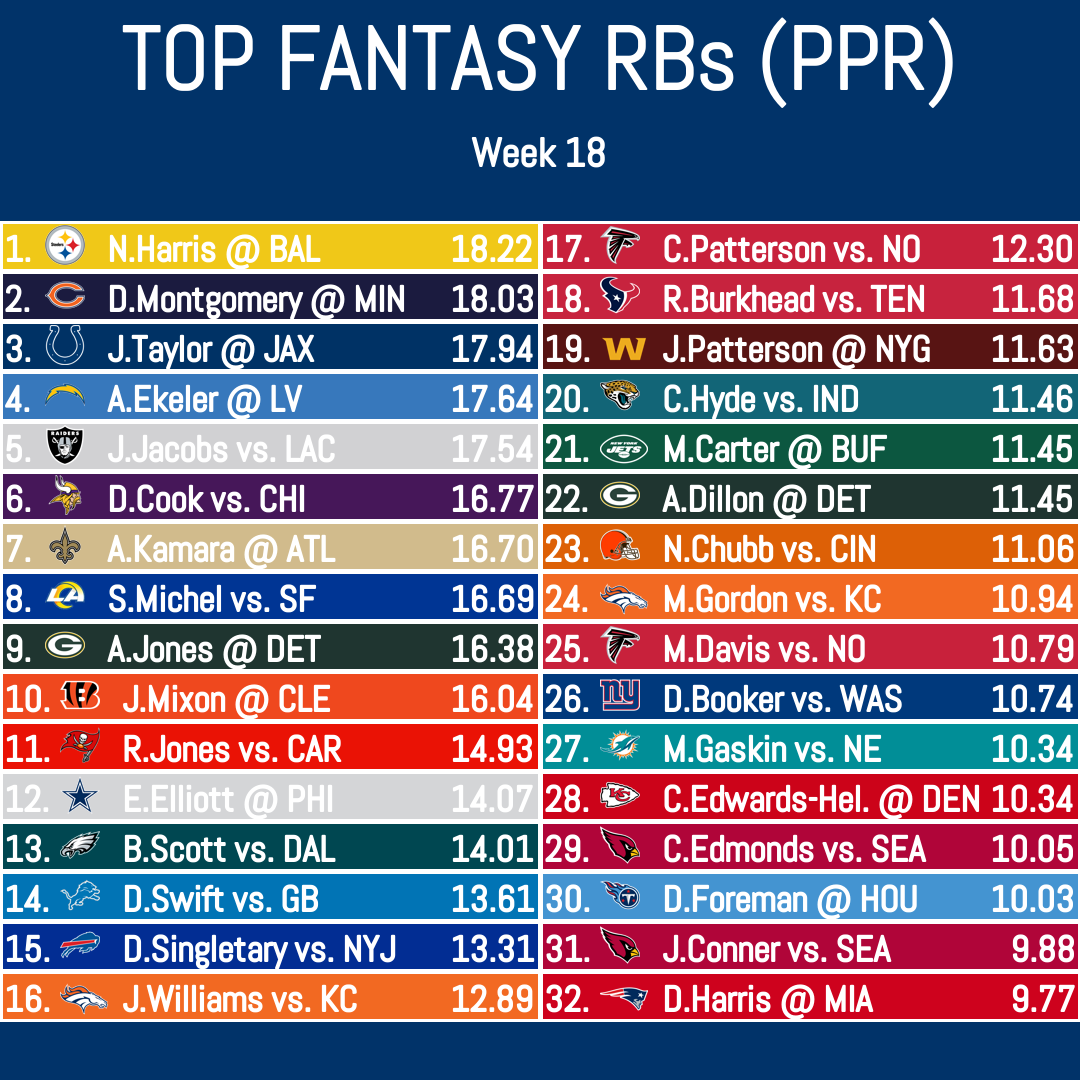 TOP FANTASY RBs (PPR)
Week 18
1. Steelers N.Harris @ BAL 18.22
2. D.Montgomery @ MIN 18.03
3. J.Taylor @ JAX 17.94
4. A.Ekeler @ LV 17.64
5. RAIDERS J.Jacobs vs. LAC 17.54
6. D.Cook vs. CHI 16.77
7. A.Kamara @ ATL 16.70
8. LA S.Michel vs. SF 16.69
9. G A.Jones @ DET 16.38
10. J.Mixon @ CLE 16.04
11. R.Jones vs. CAR 14.93
12. E.Elliott @ PHI 14.07
13. B.Scott vs. DAL 14.01
14. D.Swift vs. GB 13.61
15. D.Singletary vs. NYJ 13.31
16. J.Williams vs. KC 12.89
17. C.Patterson vs. NO 12.30
18. R.Burkhead vs. TEN 11.68
19. W J.Patterson @ NYG 11.63
20. C.Hyde vs. IND 11.46
21. NEW YORK JETS M.Carter @ BUF 11.45
22. G A.Dillon @ DET 11.45
23. N.Chubb vs. CIN 11.06
24. M.Gordon vs. KC 10.94
25. M.Davis vs. NO 10.79
26. ny D.Booker vs. WAS 10.74
27. M.Gaskin vs. NE 10.34
28. KC C.Edwards-Hel. @ DEN 10.34
29. C.Edmonds vs. SEA 10.05
30. T D.Foreman @ HOU 10.03
31. J.Conner vs. SEA 9.88
32. D.Harris @ MIA 9.77